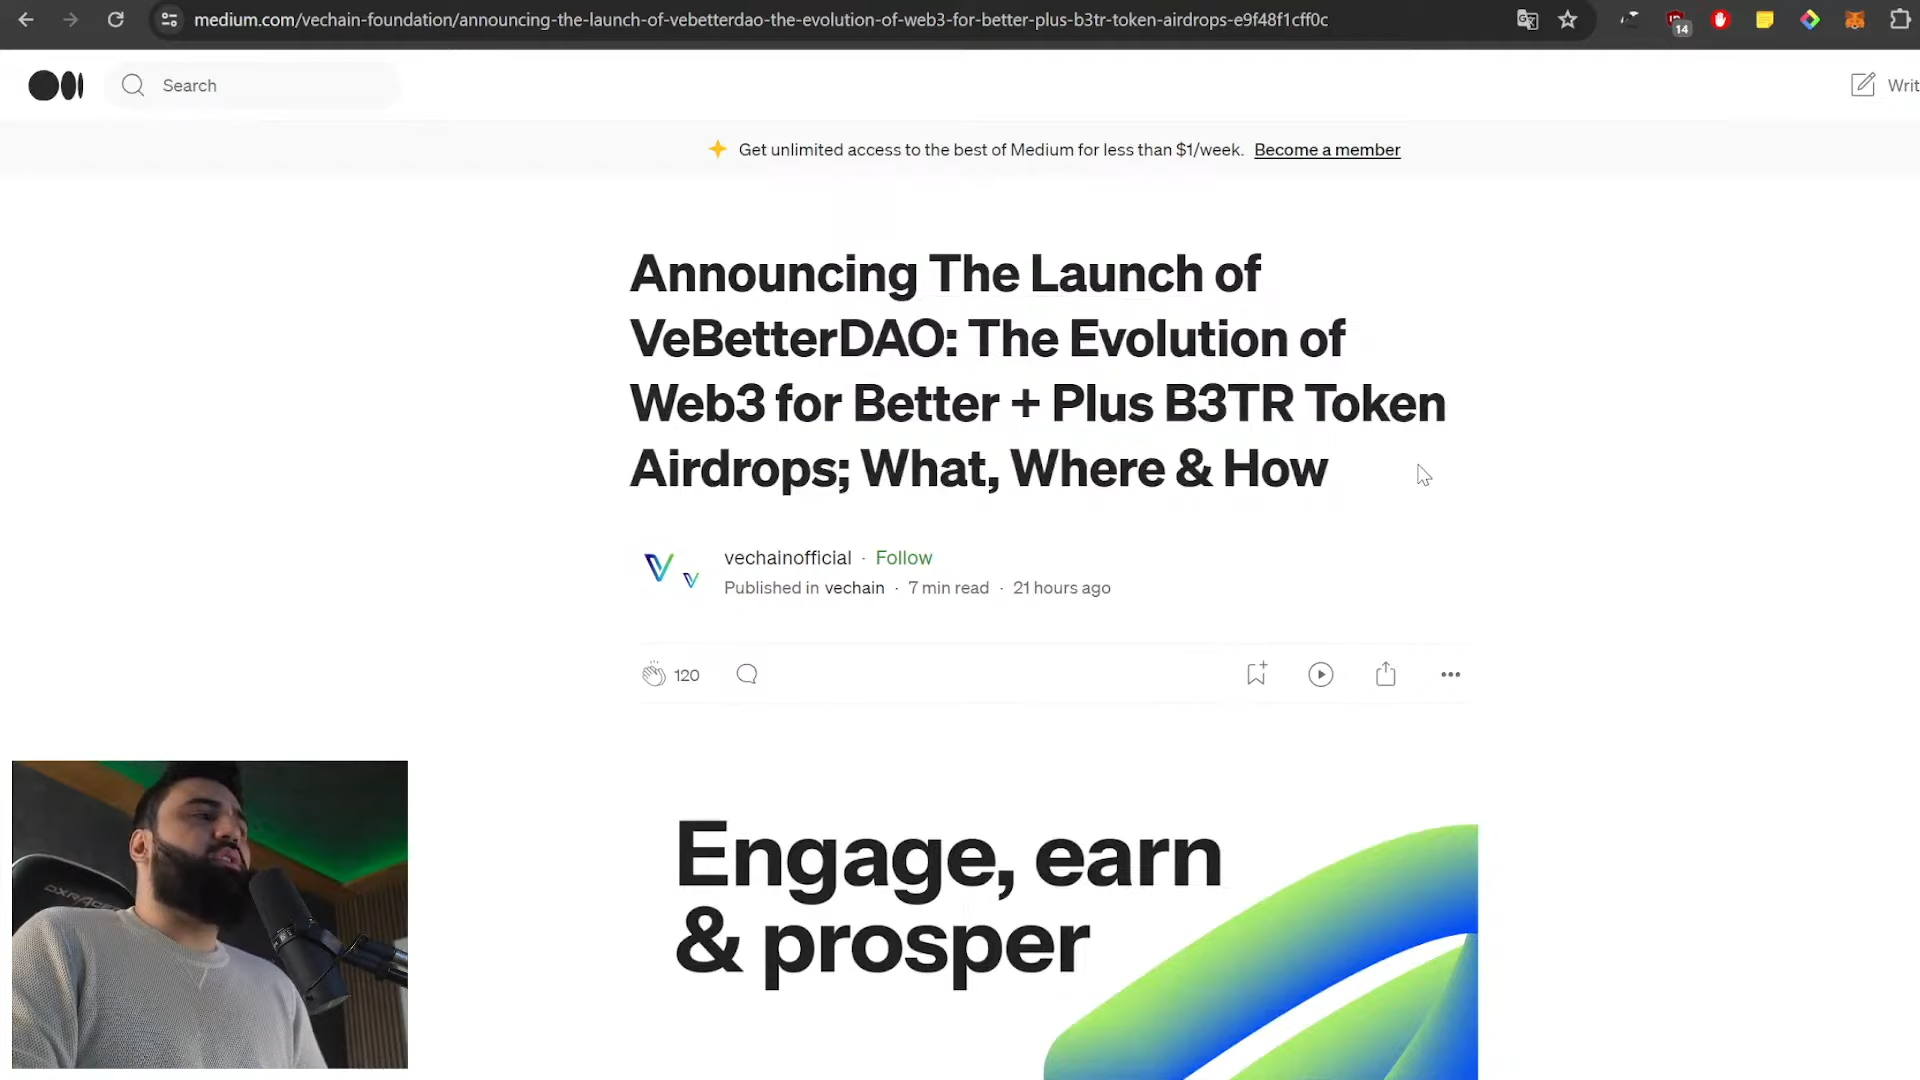 medium.com/vechain-foundation/announcing-the-launch-of-vebetterdao-the-evolution-of-web3-for-better-plus-b3tr-token-airdrops-e9f48f1cff0c
14
Search
Writ
Get unlimited access to the best of Medium for less than $1/week. Become a member
Announcing The Launch of
VeBetterDAO: The Evolution of
Web3 for Better + Plus B3TR Token
Airdrops; What, Where & How
vechainofficial · Follow
Published in vechain · 7 min read · 21 hours ago
120
Engage, earn
& prosper
DXRACER